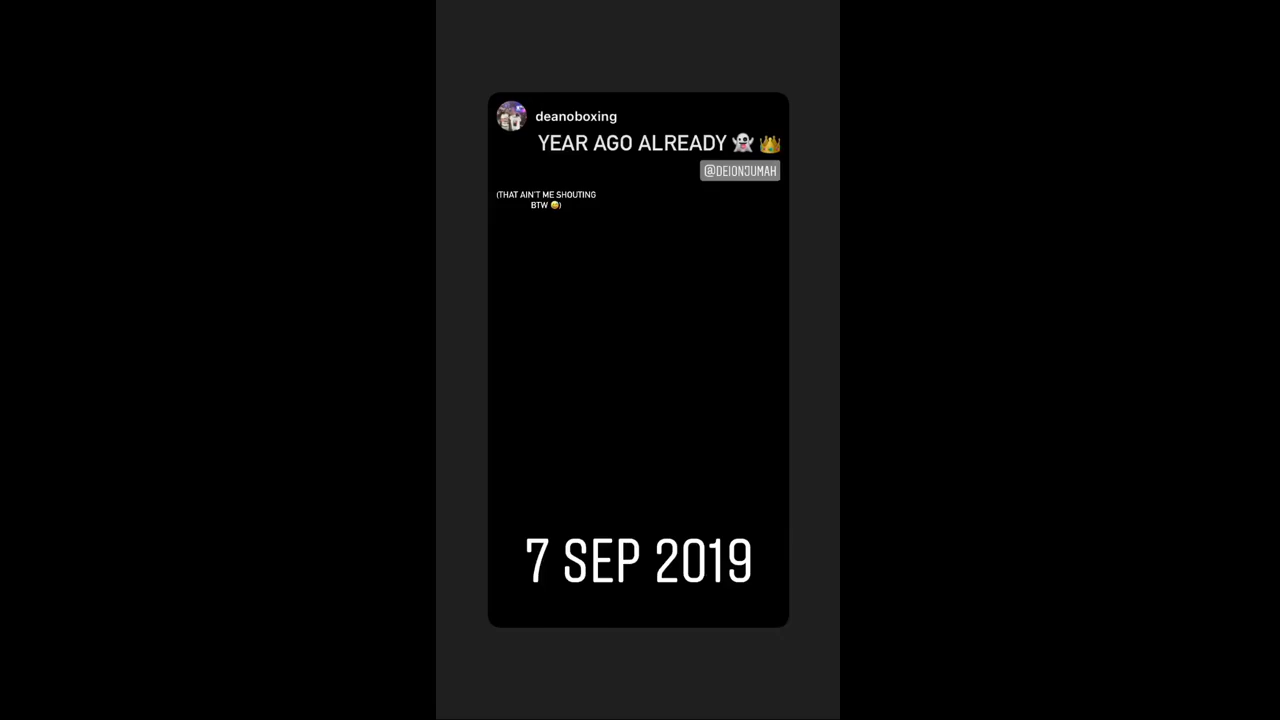 deanoboxing
YEAR AGO ALREADY 👻 👑
@DEIONJUMAH
(THAT AIN'T ME SHOUTING
BTW 🤣)
7 SEP 2019